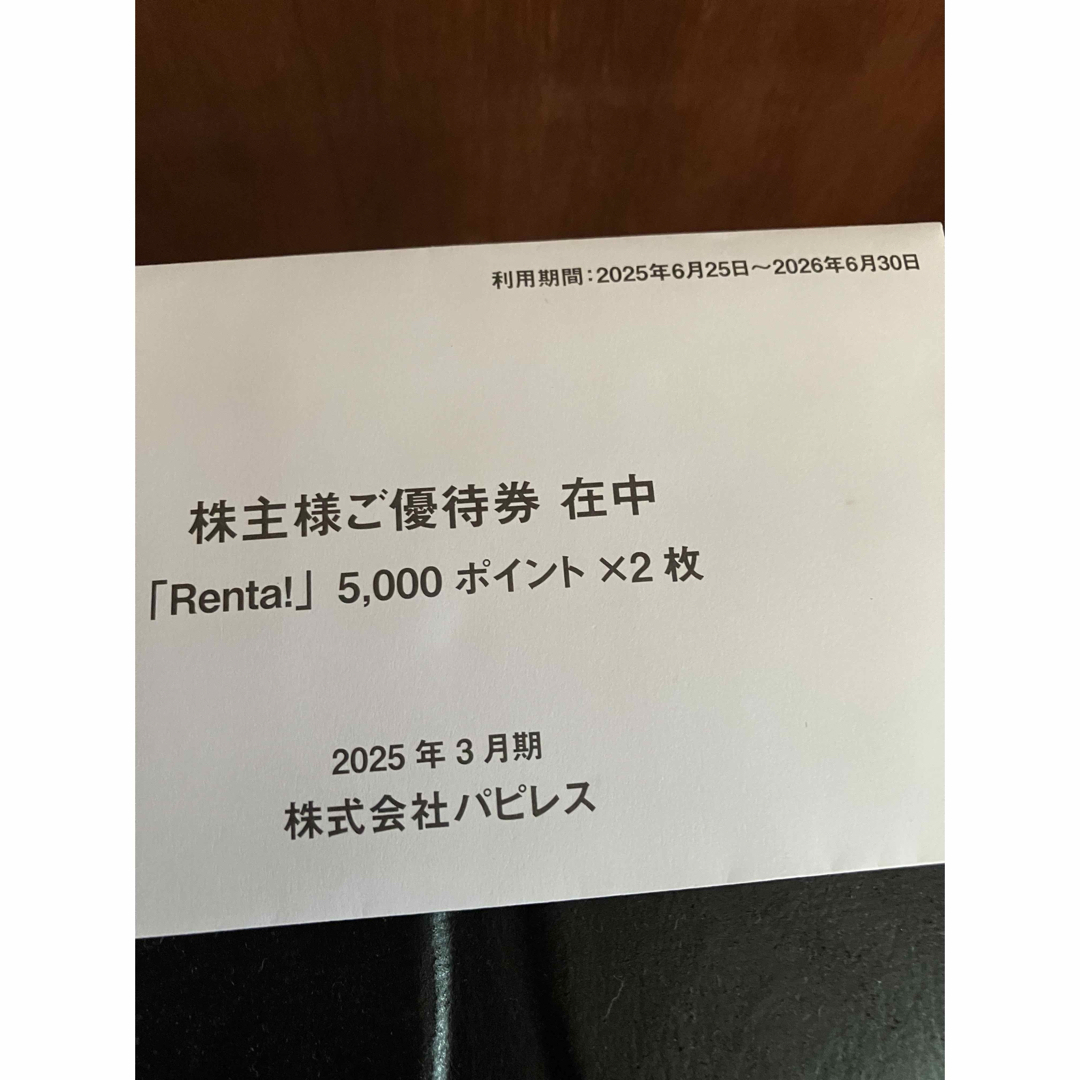 利用期間:2025年6月25日～2026年6月30日
株主様ご優待券 在中
「Renta!」 5,000 ポイント ×2 枚
2025 年 3 月期
株式会社パピレス